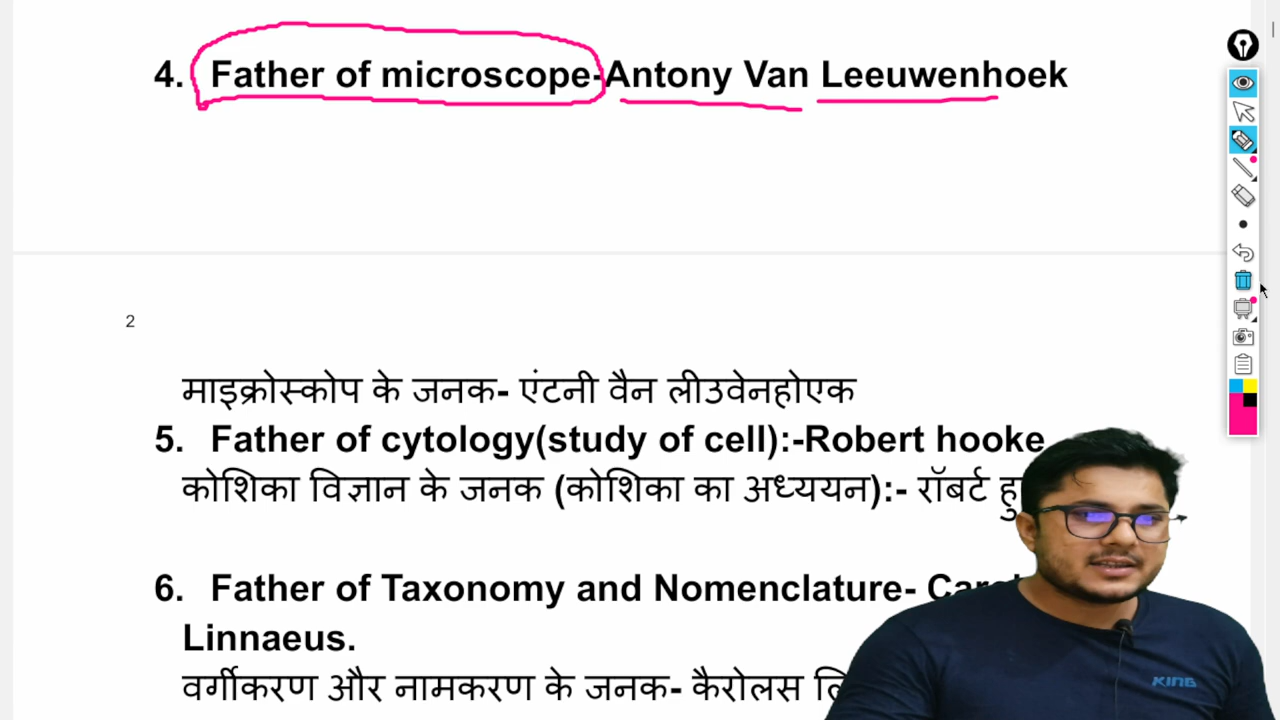 4. Father of microscope-Antony Van Leeuwenhoek
2
माइक्रोस्कोप के जनक- एंटनी वैन लीउवेनहोएक
5. Father of cytology(study of cell):-Robert hooke
कोशिका विज्ञान के जनक (कोशिका का अध्ययन):- रॉबर्ट
6. Father of Taxonomy and Nomenclature-
Linnaeus.
वर्गीकरण और नामकरण के जनक- कैरोलस
KING